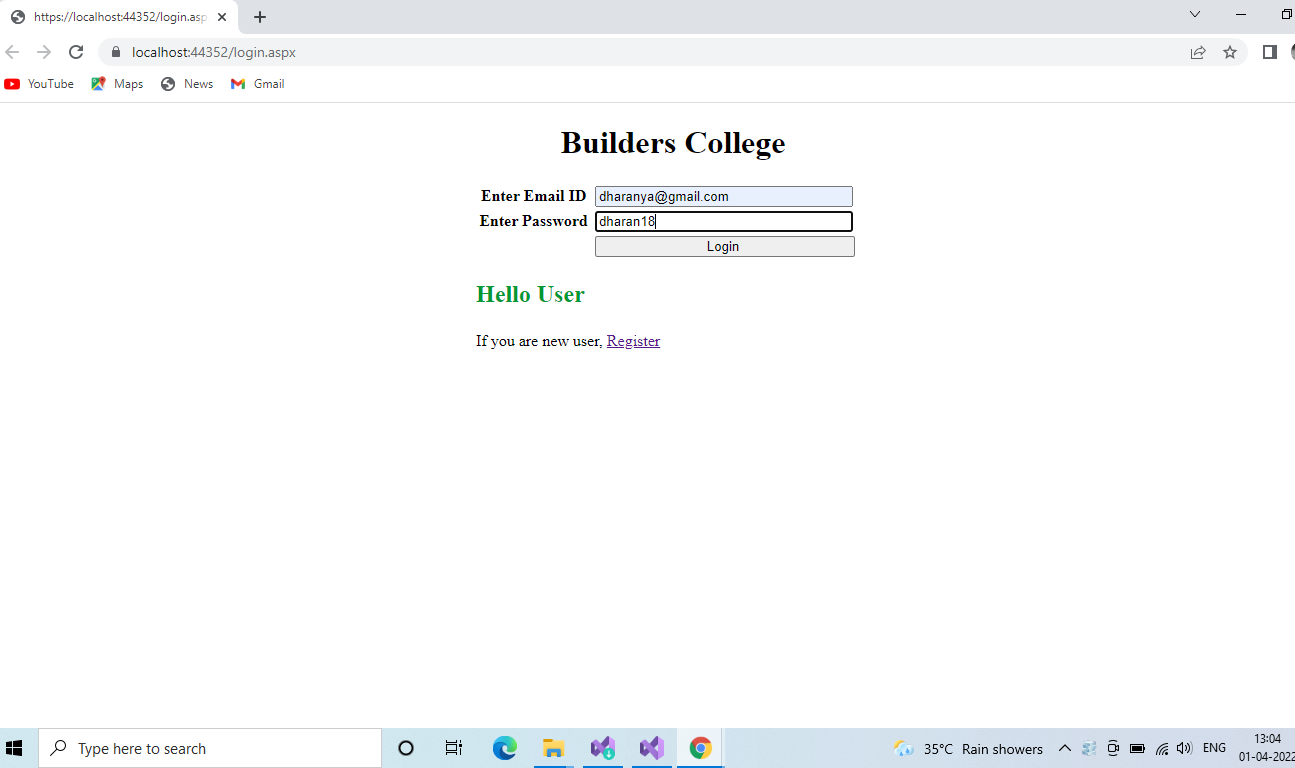 https://localhost:44352/login.asp
localhost:44352/login.aspx
YouTube Maps News Gmail
Builders College
Enter Email ID dharanya@gmail.com
Enter Password dharan18
Login
Hello User
If you are new user, Register
Type here to search
35°C Rain showers
ENG
13:04
01-04-2022